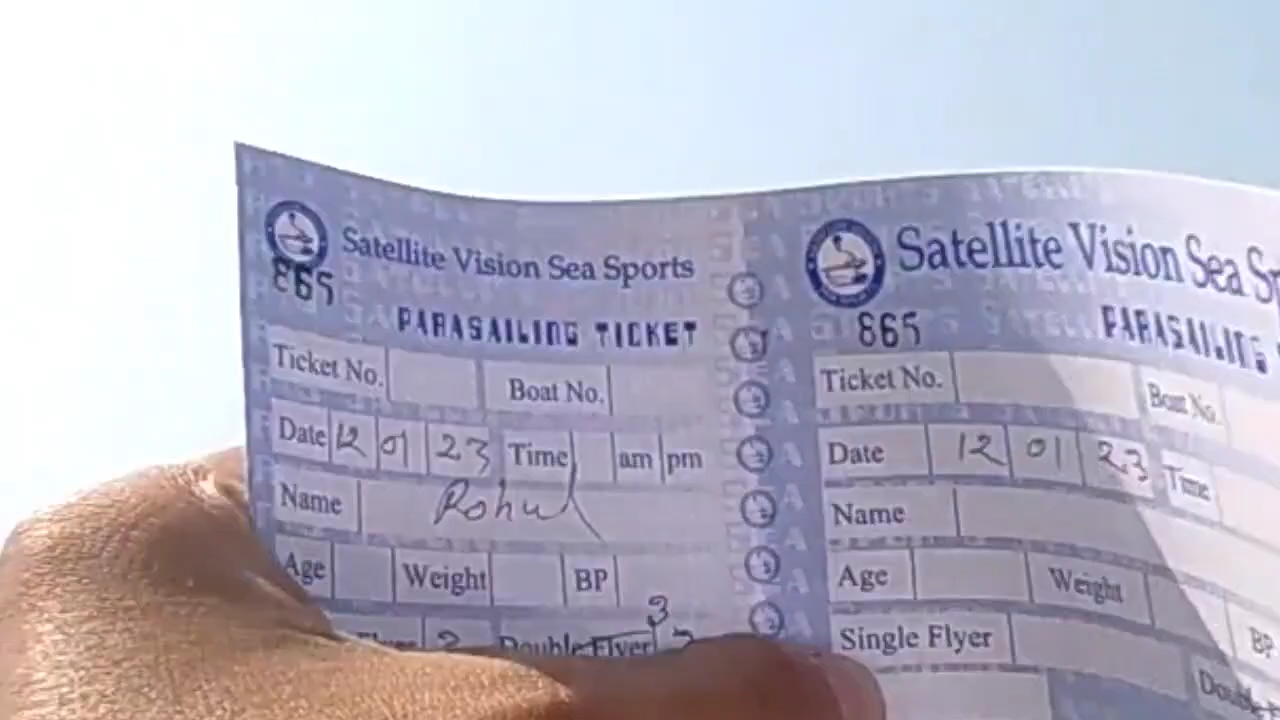 Satellite Vision Sea Sports
865
PARASAILING TICKET
Ticket No. Boat No.
Date 12 01 23 Time am pm
Name Rohul
Age Weight BP
Double Flyer 3
Satellite Vision Sea
865
PARASAILING
Ticket No. Boat No.
Date 12 01 23 Time
Name
Age Weight BP
Single Flyer